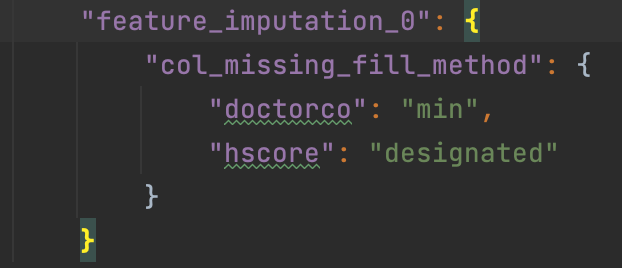 "feature_imputation_0": {
"col_missing_fill_method": {
"doctorco": "min",
"hscore": "designated"
}
}